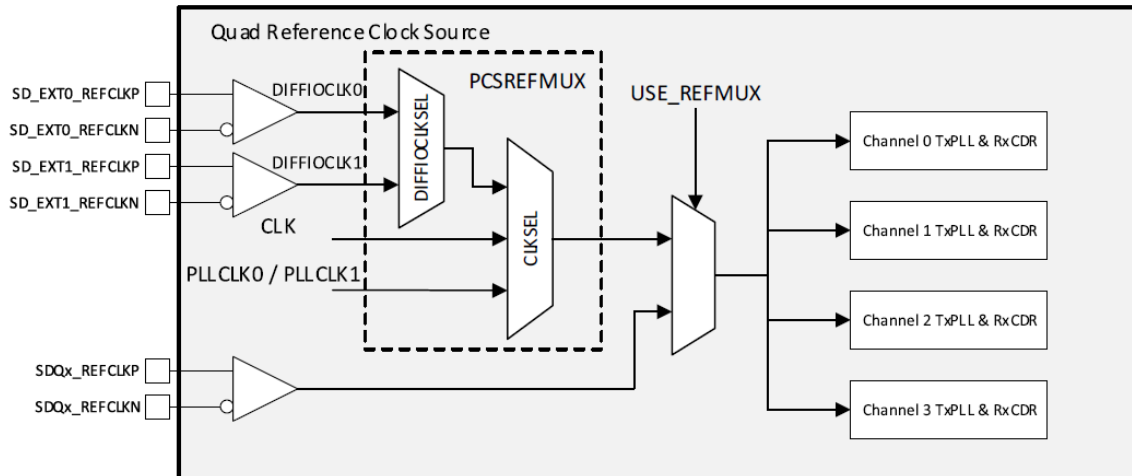 Quad Reference Clock Source
SD_EXT0_REFCLKP
SD_EXT0_REFCLKN
SD_EXT1_REFCLKP
SD_EXT1_REFCLKN
DIFFIOCLK0
DIFFIOCLK1
CLK
PLLCLK0 / PLLCLK1
DIFFIOCLKSEL
PCSREFMUX
CLKSEL
USE_REFMUX
SDQx_REFCLKP
SDQx_REFCLKN
Channel 0 TxPLL & RxCDR
Channel 1 TxPLL & RxCDR
Channel 2 TxPLL & RxCDR
Channel 3 TxPLL & RxCDR